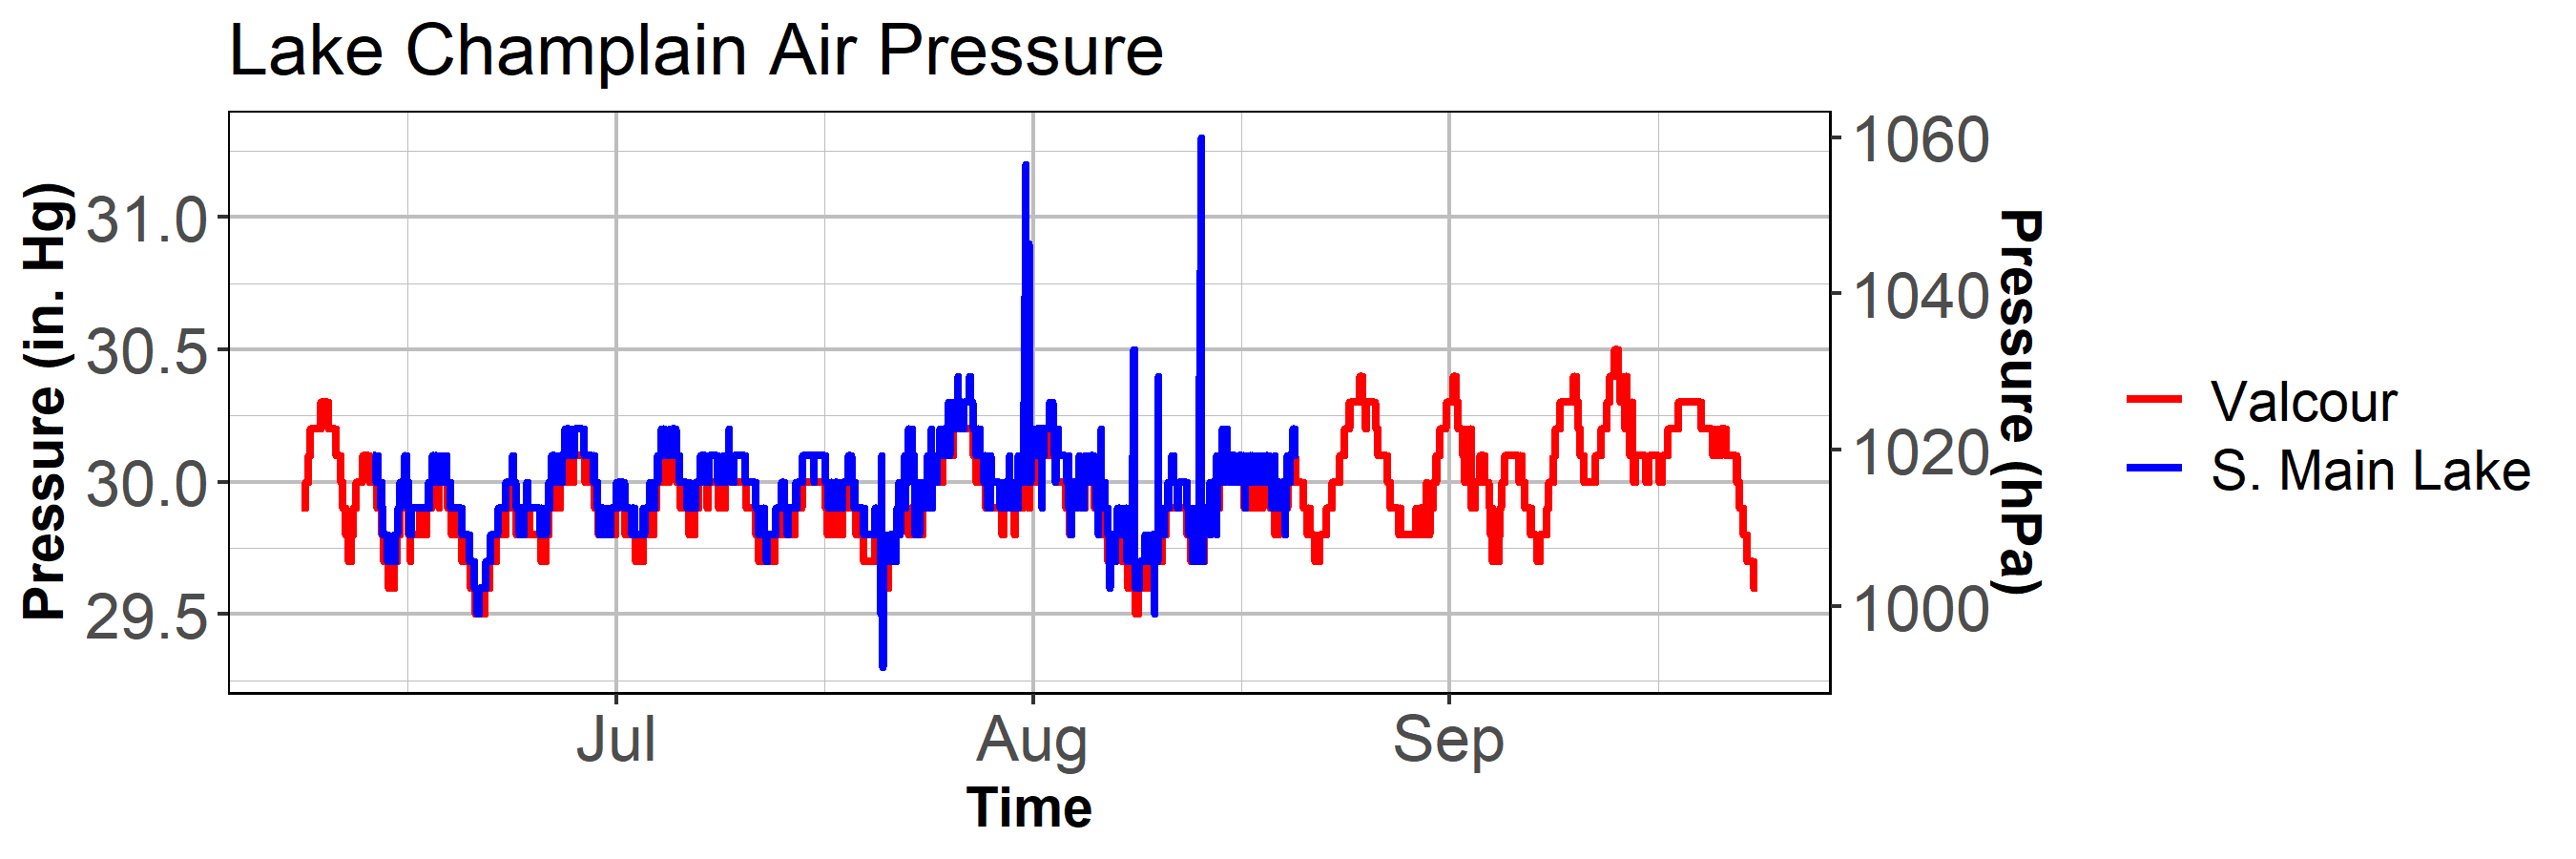 Lake Champlain Air Pressure
Pressure (in. Hg)
31.0
30.5
30.0
29.5
1060
1040
1020
1000
Pressure (hPa)
Jul
Aug
Sep
Time
Valcour
S. Main Lake